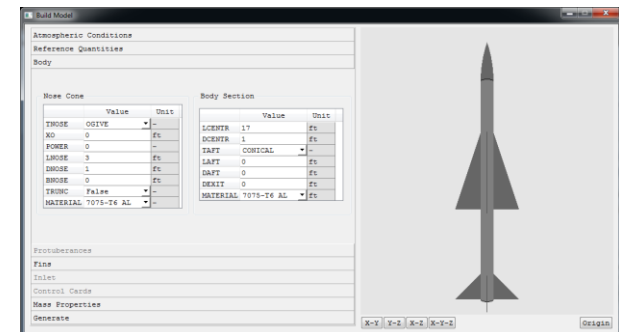 Build Model
Atmospheric Conditions
Reference Quantities
Body
Nose Cone
Value Unit
TNOSE OGIVE -
XO 0 ft
POWER 0 -
LNOSE 3 ft
DNOSE 1 ft
BNOSE 0 ft
TRUNC False -
MATERIAL 7075-T6 AL -
Body Section
Value Unit
LCENTR 17 ft
DCENTR 1 ft
TAFT CONICAL -
LAFT 0 ft
DAFT 0 ft
DEXIT 0 ft
MATERIAL 7075-T6 AL ft
Protuberances
Fins
Inlet
Control Cards
Mass Properties
Generate
X-Y Y-Z X-Z X-Y-Z Origin